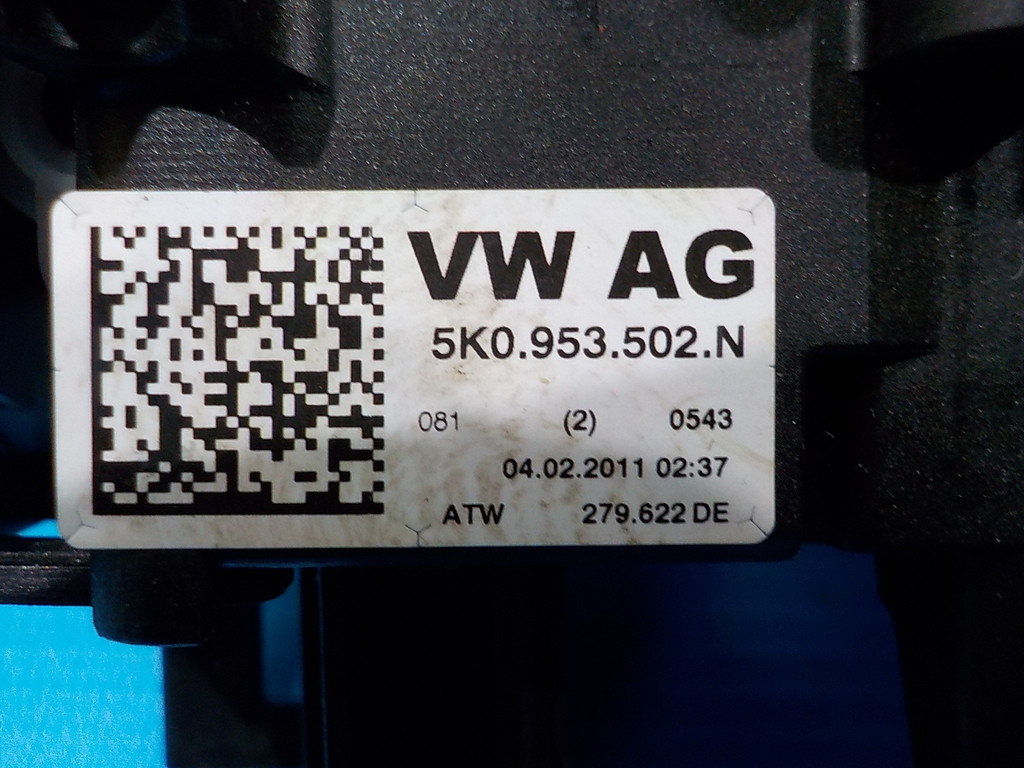 VW AG
5K0.953.502.N
081 (2) 0543
04.02.2011 02:37
ATW 279.622 DE